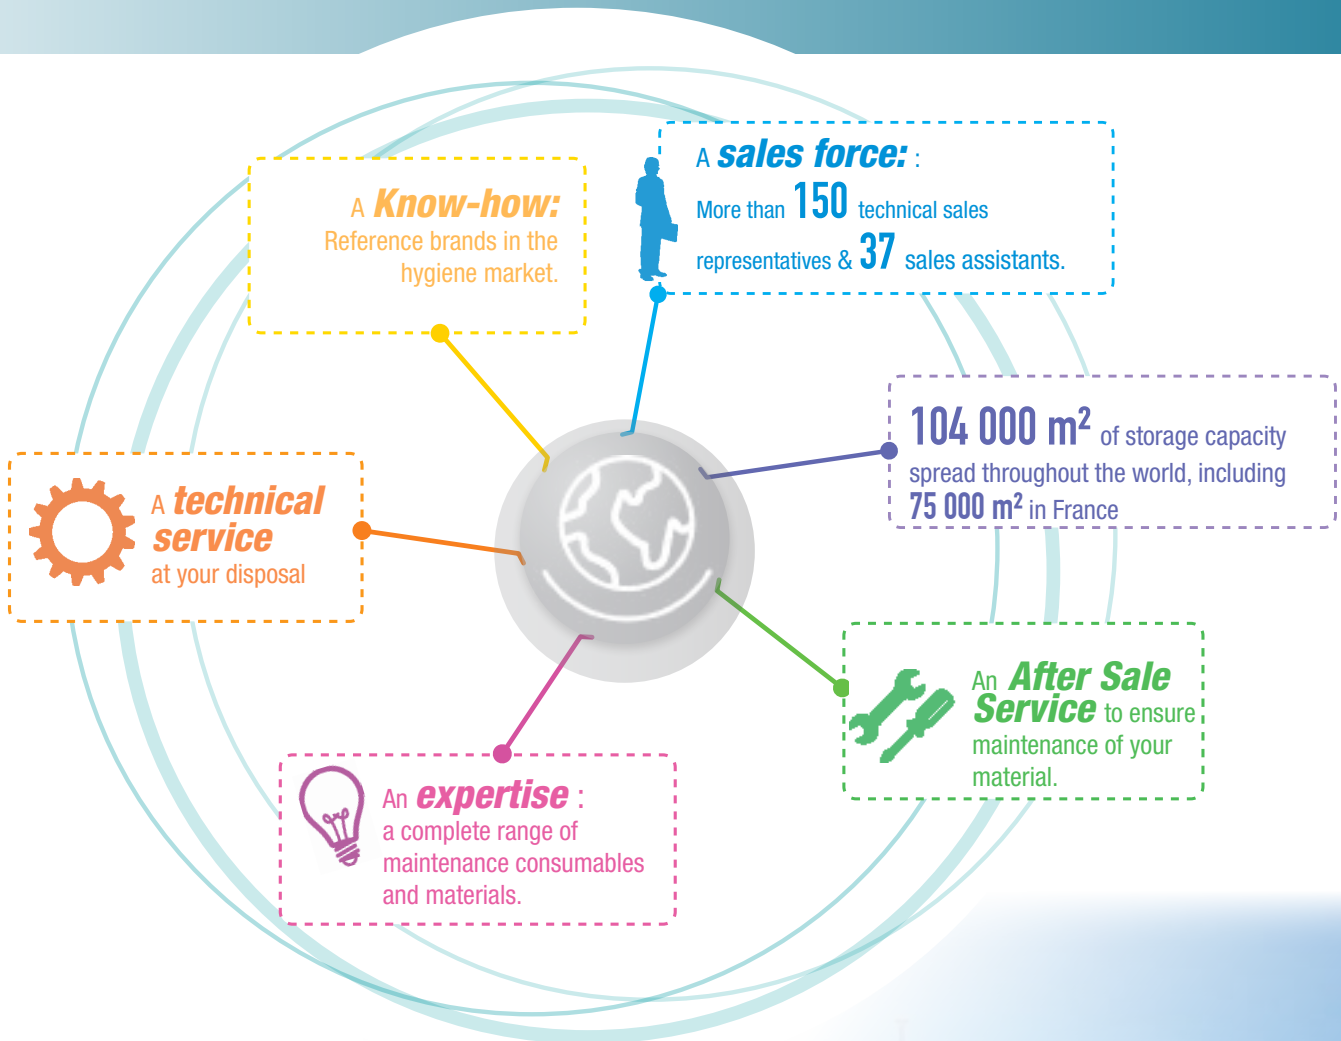 A Know-how:
Reference brands in the
hygiene market.
A sales force: :
More than 150 technical sales
representatives & 37 sales assistants.
104 000 m² of storage capacity
spread throughout the world, including
75 000 m² in France
A technical
service
at your disposal
An After Sale
Service to ensure
maintenance of your
material.
An expertise :
a complete range of
maintenance consumables
and materials.